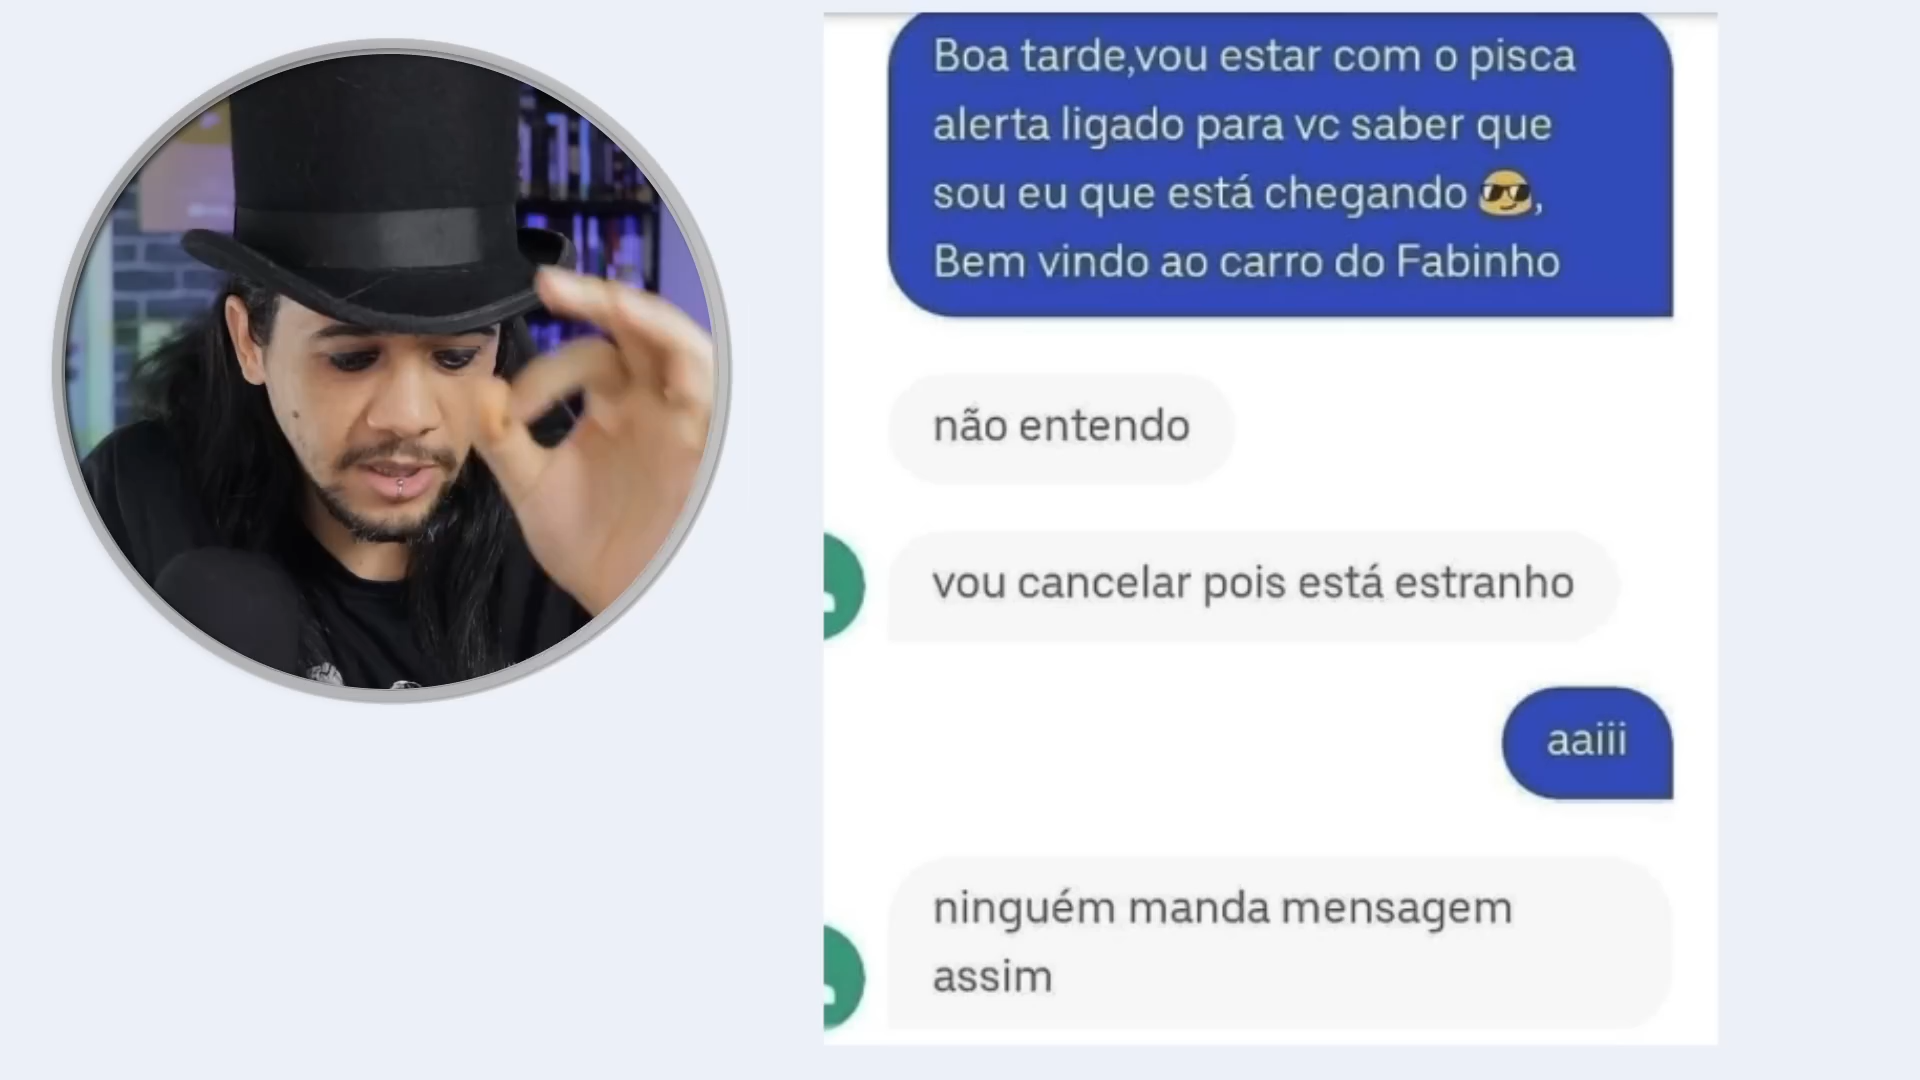 Boa tarde,vou estar com o pisca
alerta ligado para vc saber que
sou eu que está chegando 😎,
Bem vindo ao carro do Fabinho
não entendo
vou cancelar pois está estranho
aaiii
ninguém manda mensagem
assim